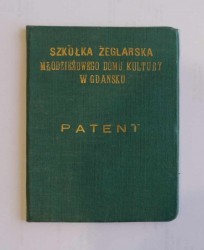 SZKÓŁKA ŻEGLARSKA
MŁODZIEŻOWEGO DOMU KULTURY
W GDAŃSKU
PATENT